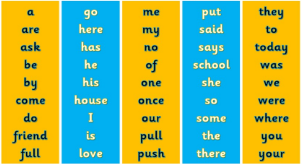 a go me put they
are here my said to
ask has no says today
be he of school was
by his one she we
come house once so were
do I our some where
friend is pull the you
full love push there your